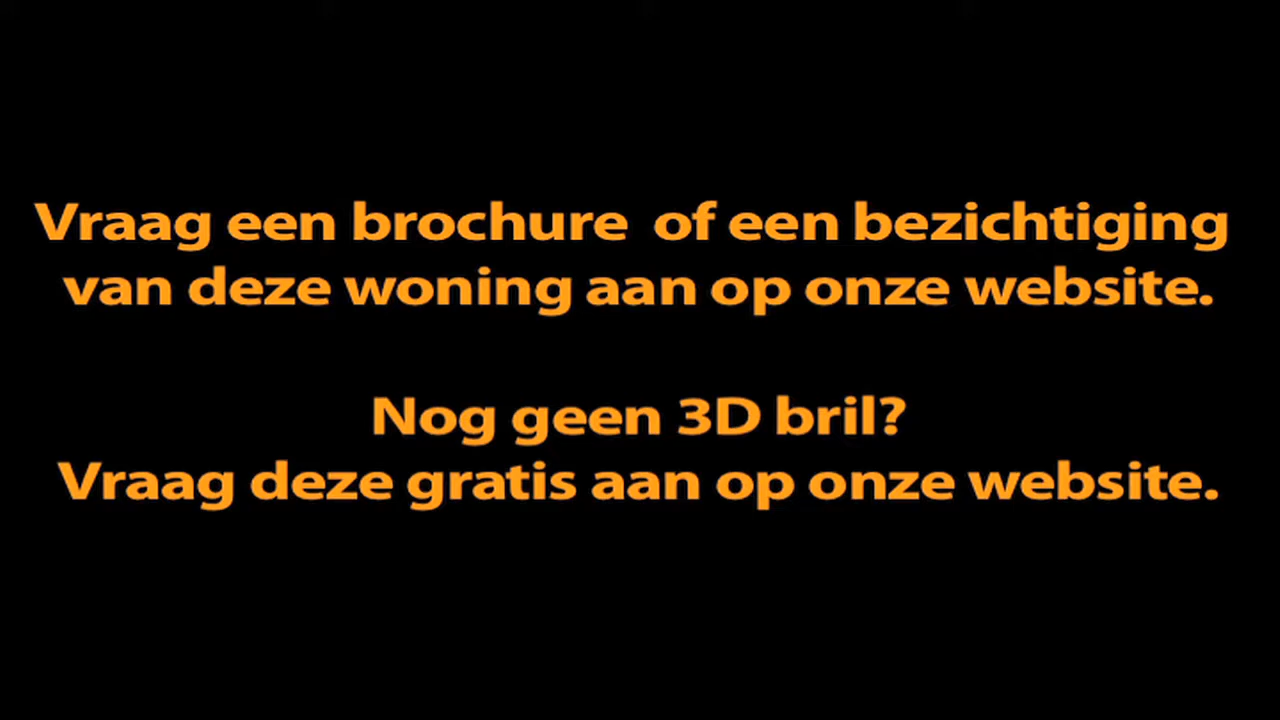 Vraag een brochure of een bezichtiging
van deze woning aan op onze website.
Nog geen 3D bril?
Vraag deze gratis aan op onze website.